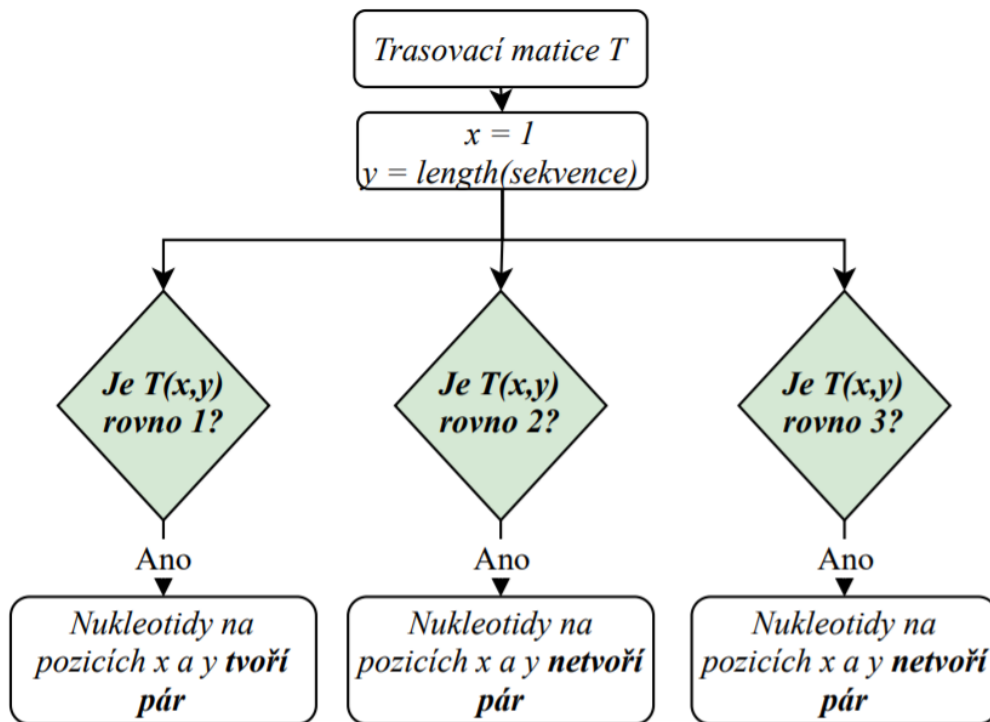 Trasovací matice T
x = 1
y = length(sekvence)
Je T(x,y)
rovno 1?
Je T(x,y)
rovno 2?
Je T(x,y)
rovno 3?
Ano
Ano
Ano
Nukleotidy na
pozicích x a y tvoří
pár
Nukleotidy na
pozicích x a y netvoří
pár
Nukleotidy na
pozicích x a y netvoří
pár